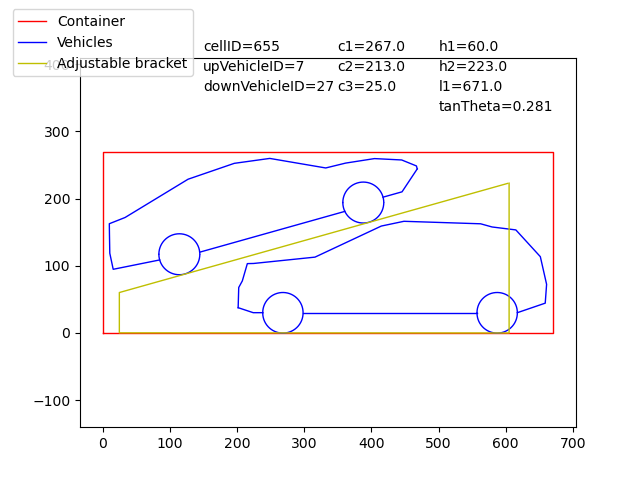 Container
Vehicles
Adjustable bracket
cellID=655 c1=267.0 h1=60.0
upVehicleID=7 c2=213.0 h2=223.0
downVehicleID=27 c3=25.0 l1=671.0
tanTheta=0.281
400
300
200
100
0
−100
0 100 200 300 400 500 600 700